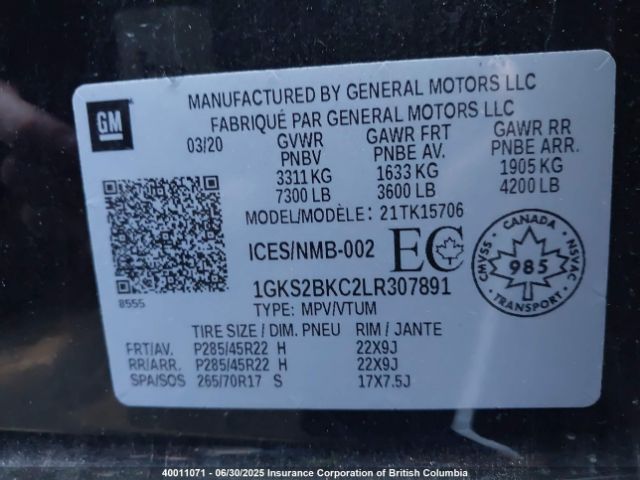 MANUFACTURED BY GENERAL MOTORS LLC
FABRIQUÉ PAR GENERAL MOTORS LLC
GM
03/20 GVWR GAWR FRT GAWR RR
PNBV PNBE AV. PNBE ARR.
3311 KG 1633 KG 1905 KG
7300 LB 3600 LB 4200 LB
MODEL/MODÈLE: 21TK15706
ICES/NMB-002 EC
CANADA
CMVSS 985 NSVAC
TRANSPORT
1GKS2BKC2LR307891
8555
TYPE: MPV/VTUM
TIRE SIZE / DIM. PNEU RIM / JANTE
FRT/AV. P285/45R22 H 22X9J
RR/ARR. P285/45R22 H 22X9J
SPA/SOS 265/70R17 S 17X7.5J
40011071 - 06/30/2025 Insurance Corporation of British Columbia